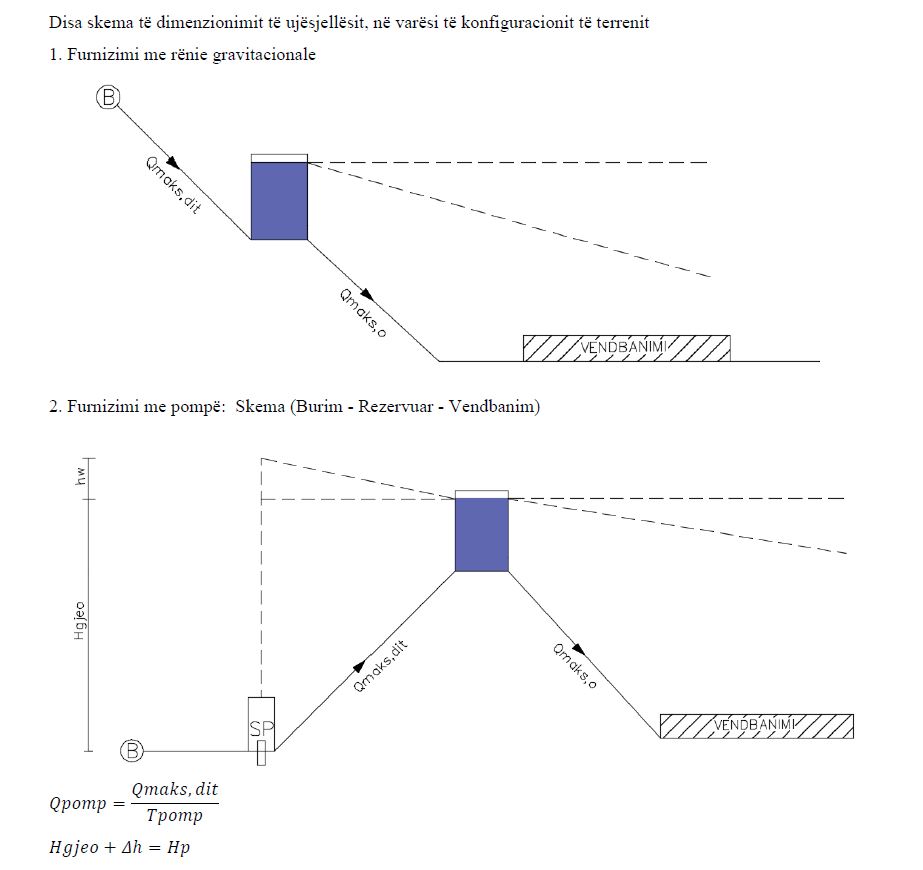 Disa skema të dimenzionimit të ujësjellësit, në varësi të konfiguracionit të terrenit
1. Furnizimi me rënie gravitacionale
B
Qmaks,dit
Qmaks,o
VENDBANIMI
2. Furnizimi me pompë:  Skema (Burim - Rezervuar - Vendbanim)
hw
Hgjeo
Qmaks,dit
Qmaks,o
SP
VENDBANIMI
B
Qpomp = Qmaks, dit / Tpomp
Hgjeo + Δh = Hp